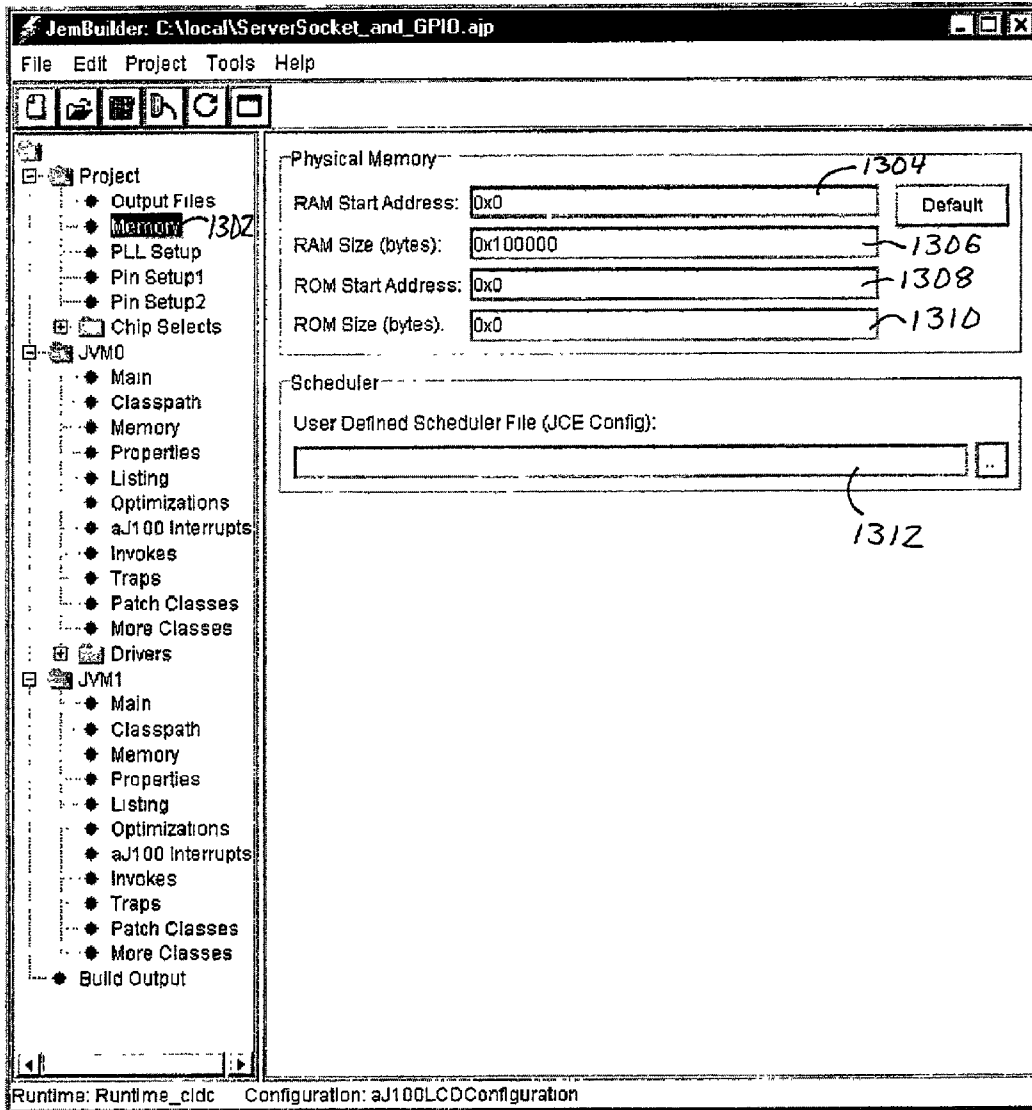 JemBuilder: C:\local\ServerSocket_and_GPIO.ajp
File Edit Project Tools Help
Project
Output Files
Memory 1302
PLL Setup
Pin Setup1
Pin Setup2
Chip Selects
JVM0
Main
Classpath
Memory
Properties
Listing
Optimizations
aJ100 Interrupts
Invokes
Traps
Patch Classes
More Classes
Drivers
JVM1
Main
Classpath
Memory
Properties
Listing
Optimizations
aJ100 Interrupts
Invokes
Traps
Patch Classes
More Classes
Build Output
Physical Memory
1304
RAM Start Address: 0x0 Default
RAM Size (bytes): 0x100000 1306
ROM Start Address: 0x0 1308
ROM Size (bytes). 0x0 1310
Scheduler
User Defined Scheduler File (JCE Config):
..
1312
Runtime: Runtime_cldc Configuration: aJ100LCDConfiguration